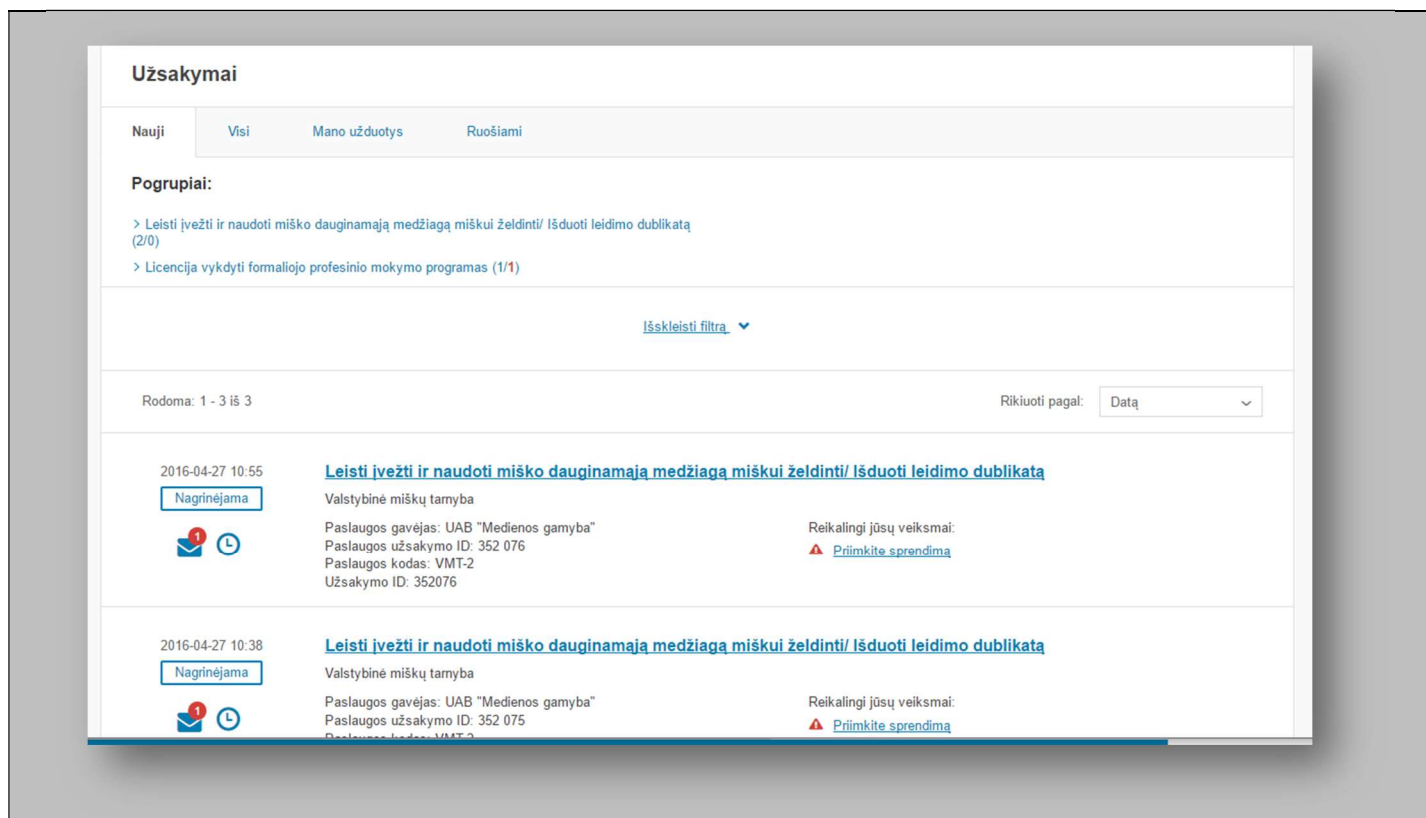 Užsakymai
Nauji Visi Mano užduotys Ruošiami
Pogrupiai:
> Leisti įvežti ir naudoti miško dauginamąją medžiagą miškui želdinti/ Išduoti leidimo dublikatą
(2/0)
> Licencija vykdyti formaliojo profesinio mokymo programas (1/1)
Išskleisti filtrą
Rodoma: 1 - 3 iš 3 Rikiuoti pagal: Datą
2016-04-27 10:55 Leisti įvežti ir naudoti miško dauginamąją medžiagą miškui želdinti/ Išduoti leidimo dublikatą
Nagrinėjama Valstybinė miškų tarnyba
1 Paslaugos gavėjas: UAB "Medienos gamyba" Reikalingi jūsų veiksmai:
Paslaugos užsakymo ID: 352 076 Priimkite sprendimą
Paslaugos kodas: VMT-2
Užsakymo ID: 352076
2016-04-27 10:38 Leisti įvežti ir naudoti miško dauginamąją medžiagą miškui želdinti/ Išduoti leidimo dublikatą
Nagrinėjama Valstybinė miškų tarnyba
1 Paslaugos gavėjas: UAB "Medienos gamyba" Reikalingi jūsų veiksmai:
Paslaugos užsakymo ID: 352 075 Priimkite sprendimą
Paslaugos kodas: VMT-2